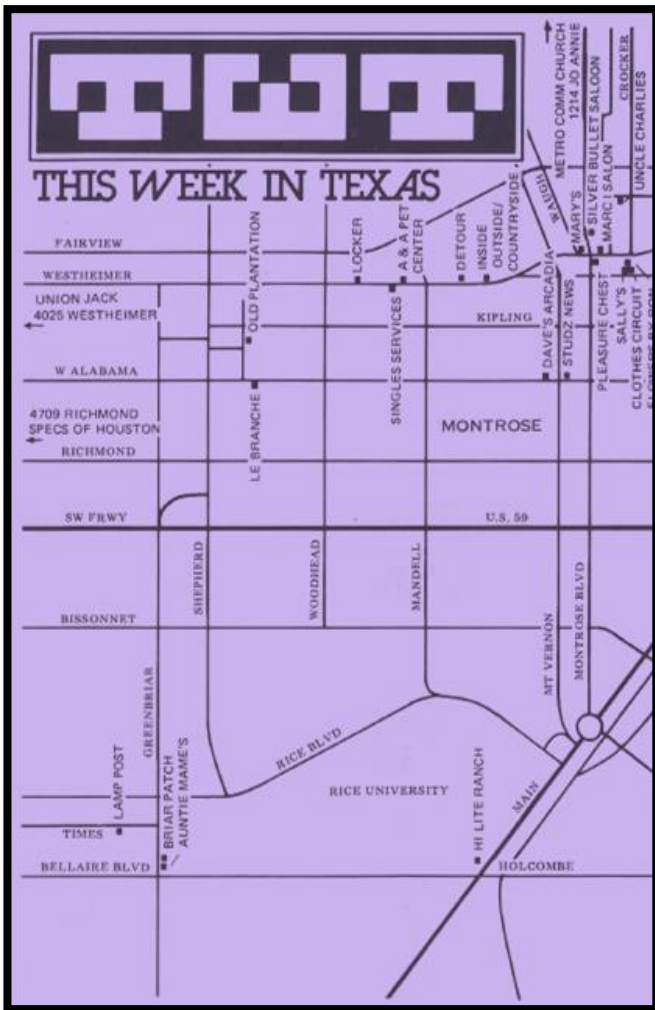 TWT
THIS WEEK IN TEXAS
METRO COMM CHURCH
1214 JO ANNIE
SILVER BULLET SALOON
MARCI SALON
CROCKER
UNCLE CHARLIES
WAUGH
MARY'S
FAIRVIEW
WESTHEIMER
OLD PLANTATION
LOCKER
A & A PET
CENTER
DETOUR
INSIDE
OUTSIDE/
COUNTRYSIDE
UNION JACK
4025 WESTHEIMER
KIPLING
SINGLES SERVICES
DAVE'S ARCADIA
STUDZ NEWS
PLEASURE CHEST
SALLY'S
CLOTHES CIRCUIT
W ALABAMA
LE BRANCHE
4709 RICHMOND
SPECS OF HOUSTON
MONTROSE
RICHMOND
SW FRWY
U.S. 59
SHEPHERD
WOODHEAD
MANDELL
BISSONNET
MT VERNON
MONTROSE BLVD
GREENBRIAR
RICE BLVD
LAMP POST
BRIAR PATCH
AUNTIE MAME'S
RICE UNIVERSITY
HI LITE RANCH
MAIN
TIMES
BELLAIRE BLVD
HOLCOMBE